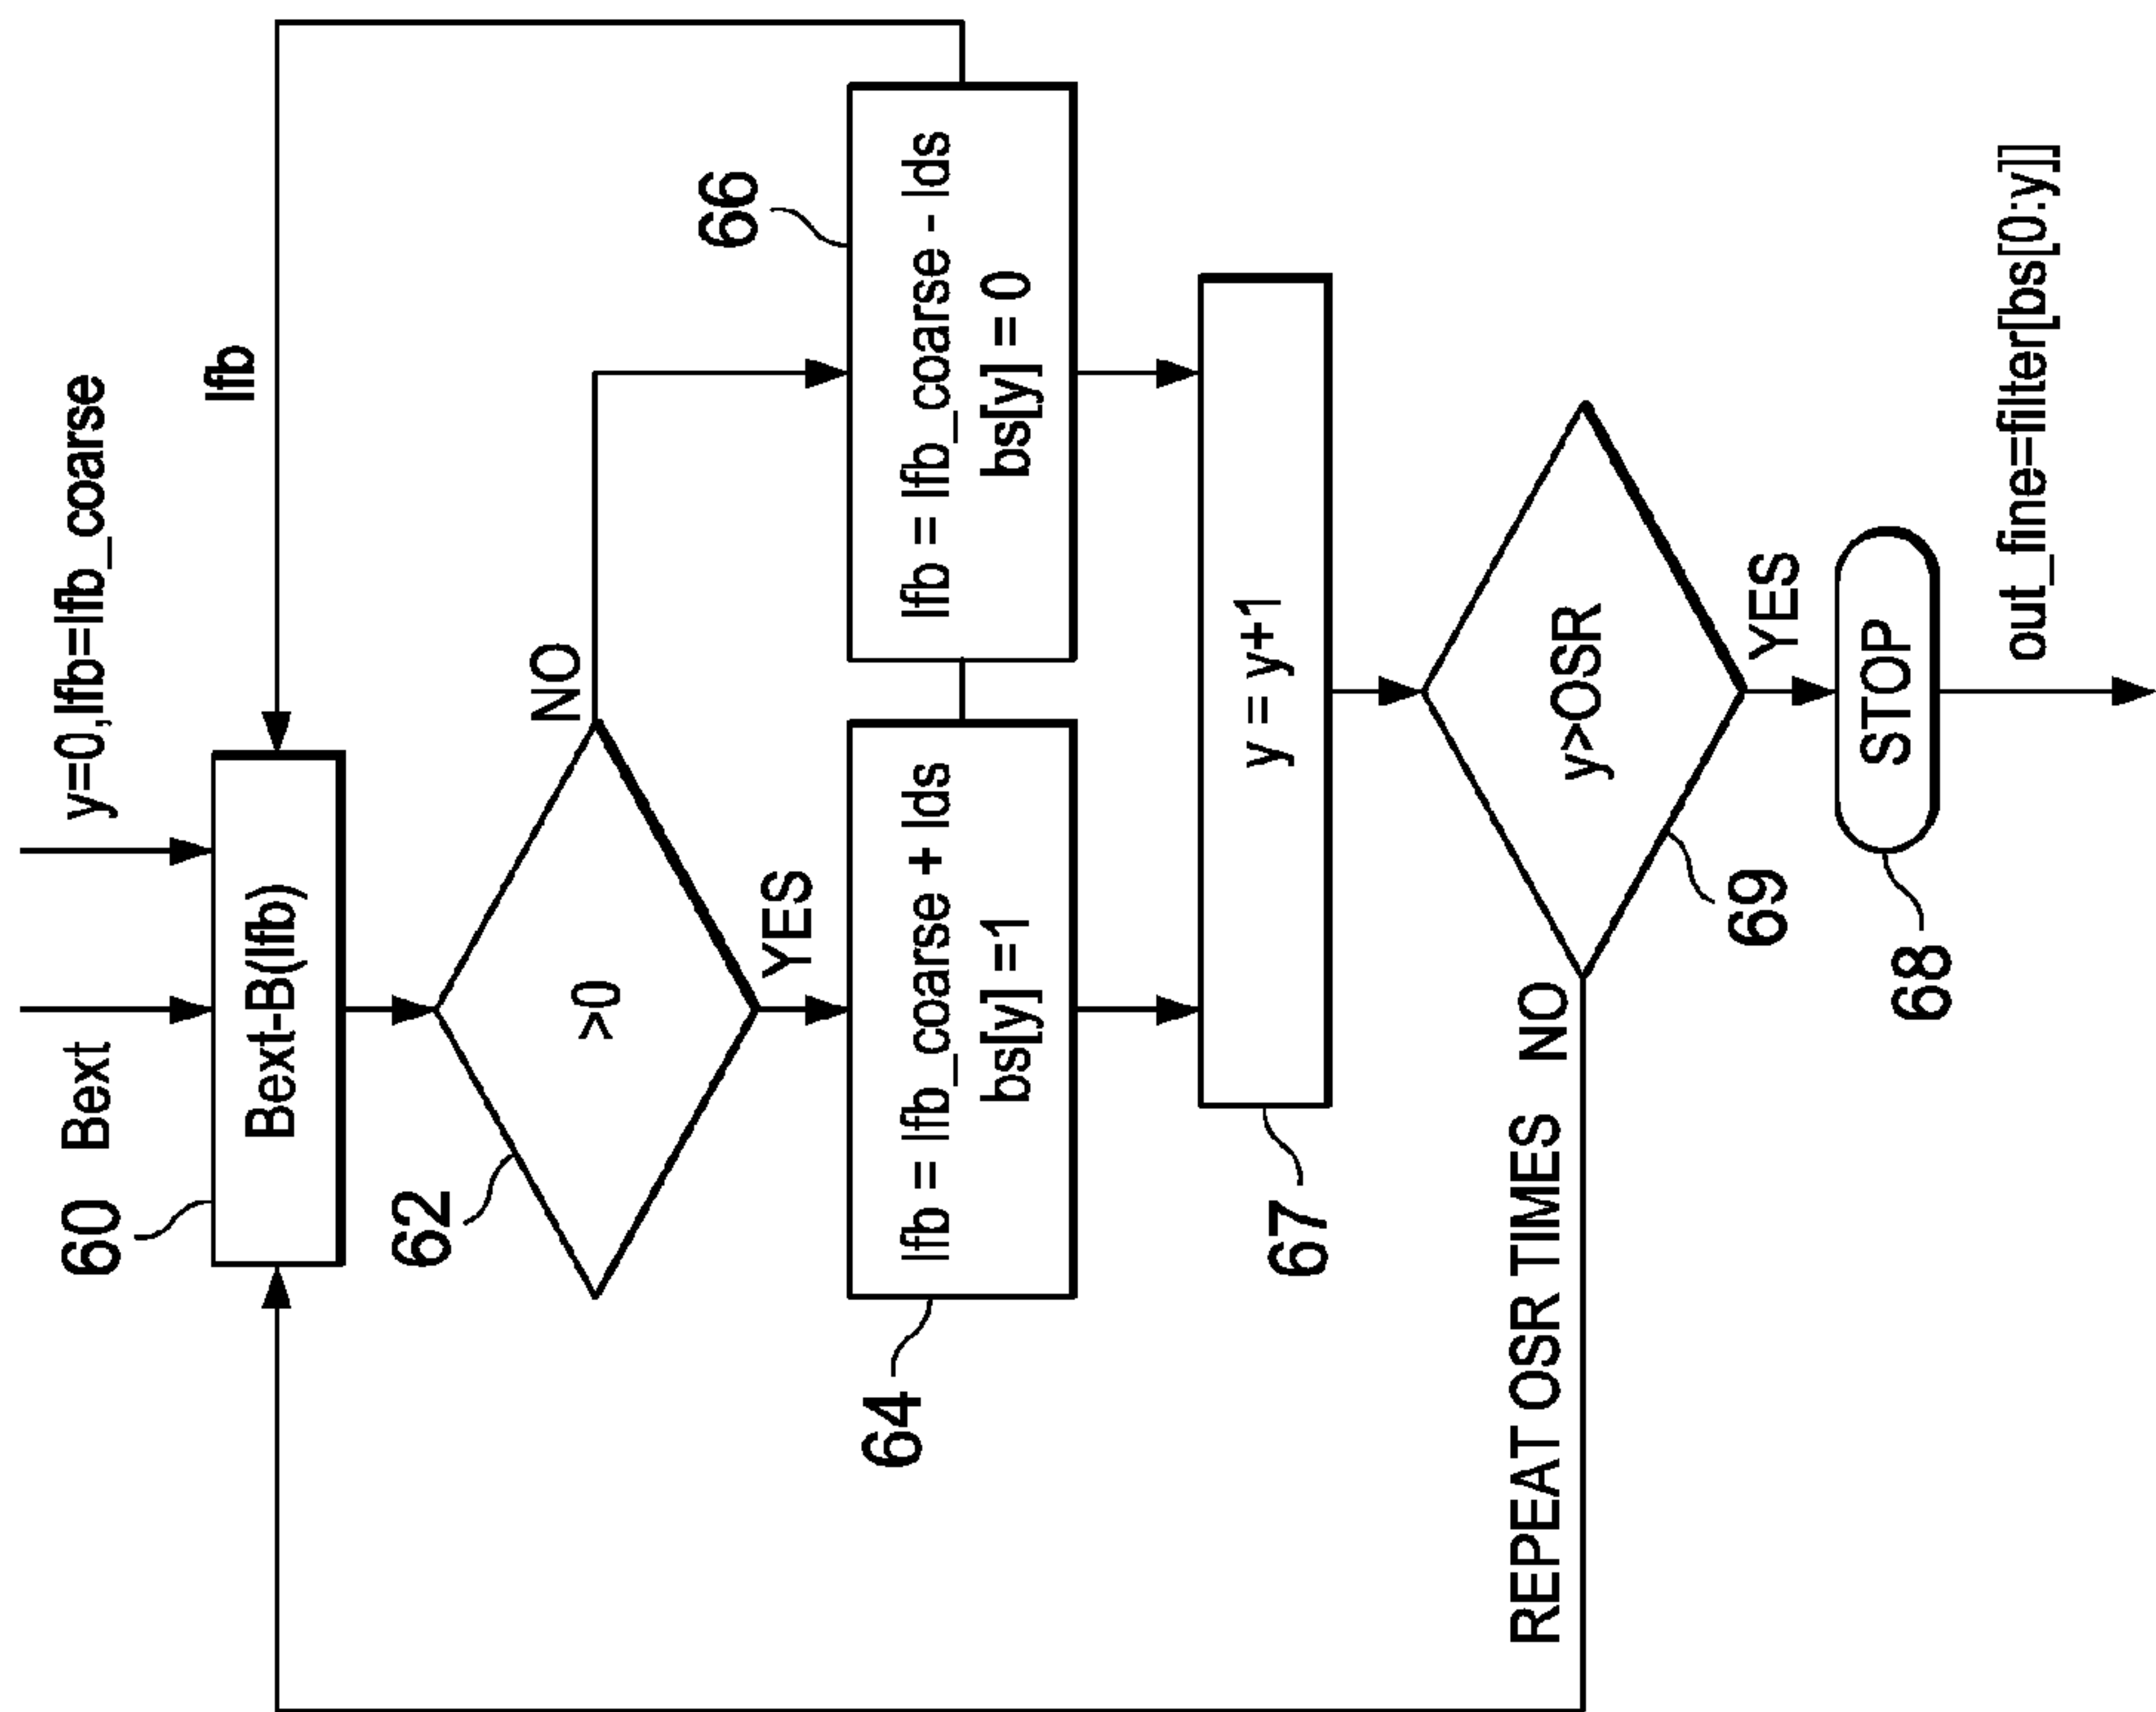 60
Bext
y=0,Ifb=Ifb_coarse
Bext-B(Ifb)
Ifb
62
>0
NO
YES
64
Ifb = Ifb_coarse + Ids
bs[y] =1
66
Ifb = Ifb_coarse - Ids
bs[y] = 0
67
y = y+1
REPEAT OSR TIMES NO
y>OSR
69
YES
68
STOP
out_fine=filter[bs[0:y]]